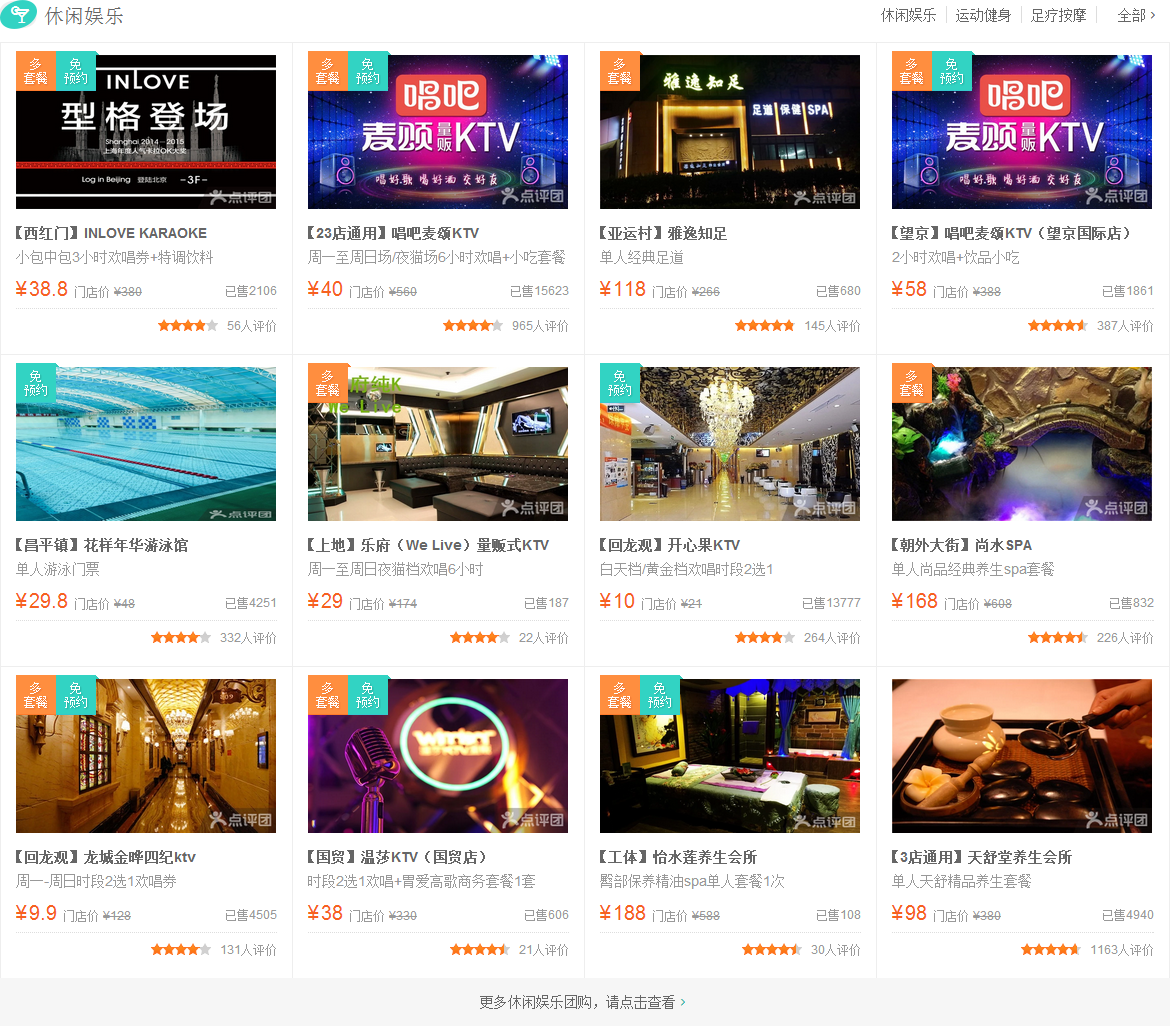 休闲娱乐
休闲娱乐 运动健身 足疗按摩 全部 ›
多套餐 免预约
INLOVE
型格登场
Shanghai 2014 - 2015
上海年度人气卡拉OK大奖
Log in Beijing 登陆北京 —3F—
点评团
【西红门】INLOVE KARAOKE
小包中包3小时欢唱券+特调饮料
¥38.8 门店价 ¥380 已售2106
56人评价
多套餐 免预约
唱吧
麦颂量贩KTV
唱好歌 喝好酒 交好友
点评团
【23店通用】唱吧麦颂KTV
周一至周日场/夜猫场6小时欢唱+小吃套餐
¥40 门店价 ¥560 已售15623
965人评价
多套餐
雅逸知足
足道 保健 SPA
点评团
【亚运村】雅逸知足
单人经典足道
¥118 门店价 ¥266 已售680
145人评价
多套餐 免预约
唱吧
麦颂量贩KTV
唱好歌 喝好酒 交好友
点评团
【望京】唱吧麦颂KTV（望京国际店）
2小时欢唱+饮品小吃
¥58 门店价 ¥388 已售1861
387人评价
免预约
点评团
【昌平镇】花样年华游泳馆
单人游泳门票
¥29.8 门店价 ¥48 已售4251
332人评价
多套餐
府纯K
We Live
点评团
【上地】乐府（We Live）量贩式KTV
周一至周日夜猫档欢唱6小时
¥29 门店价 ¥174 已售187
22人评价
免预约
点评团
【回龙观】开心果KTV
白天档/黄金档欢唱时段2选1
¥10 门店价 ¥21 已售13777
264人评价
多套餐
点评团
【朝外大街】尚水SPA
单人尚品经典养生spa套餐
¥168 门店价 ¥608 已售832
226人评价
多套餐 免预约
点评团
【回龙观】龙城金晔四纪ktv
周一-周日时段2选1欢唱券
¥9.9 门店价 ¥128 已售4505
131人评价
多套餐 免预约
点评团
【国贸】温莎KTV（国贸店）
时段2选1欢唱+胃爱高歌商务套餐1套
¥38 门店价 ¥330 已售606
21人评价
多套餐 免预约
点评团
【工体】怡水莲养生会所
臀部保养精油spa单人套餐1次
¥188 门店价 ¥588 已售108
30人评价
点评团
【3店通用】天舒堂养生会所
单人天舒精品养生套餐
¥98 门店价 ¥380 已售4940
1163人评价
更多休闲娱乐团购，请点击查看 ›